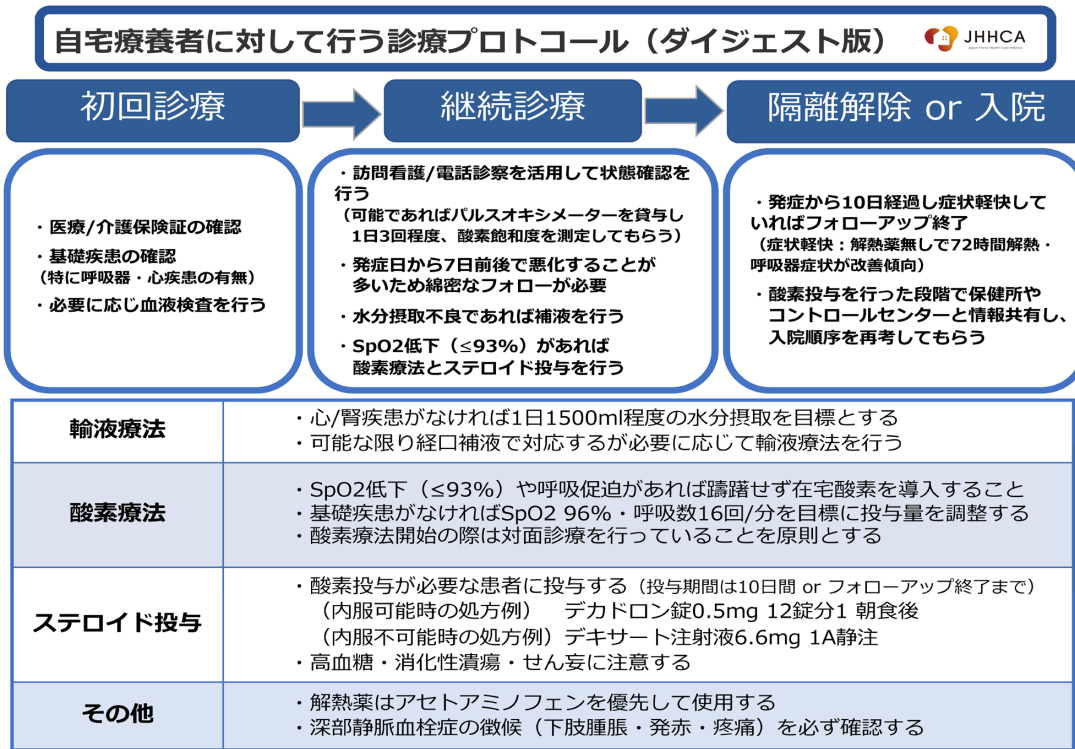 自宅療養者に対して行う診療プロトコール（ダイジェスト版）
JHHCA
Japan Home Health Care Alliance
初回診療
継続診療
隔離解除 or 入院
・医療/介護保険証の確認
・基礎疾患の確認
（特に呼吸器・心疾患の有無）
・必要に応じ血液検査を行う
・訪問看護/電話診察を活用して状態確認を
行う
（可能であればパルスオキシメーターを貸与し
1日3回程度、酸素飽和度を測定してもらう）
・発症日から7日前後で悪化することが
多いため綿密なフォローが必要
・水分摂取不良であれば補液を行う
・SpO2低下（≤93%）があれば
酸素療法とステロイド投与を行う
・発症から10日経過し症状軽快して
いればフォローアップ終了
（症状軽快：解熱薬無しで72時間解熱・
呼吸器症状が改善傾向）
・酸素投与を行った段階で保健所や
コントロールセンターと情報共有し、
入院順序を再考してもらう
輸液療法
・心/腎疾患がなければ1日1500ml程度の水分摂取を目標とする
・可能な限り経口補液で対応するが必要に応じて輸液療法を行う
酸素療法
・SpO2低下（≤93%）や呼吸促迫があれば躊躇せず在宅酸素を導入すること
・基礎疾患がなければSpO2 96%・呼吸数16回/分を目標に投与量を調整する
・酸素療法開始の際は対面診療を行っていることを原則とする
ステロイド投与
・酸素投与が必要な患者に投与する（投与期間は10日間 or フォローアップ終了まで）
（内服可能時の処方例） デカドロン錠0.5mg 12錠分1 朝食後
（内服不可能時の処方例）デキサート注射液6.6mg 1A静注
・高血糖・消化性潰瘍・せん妄に注意する
その他
・解熱薬はアセトアミノフェンを優先して使用する
・深部静脈血栓症の徴候（下肢腫脹・発赤・疼痛）を必ず確認する